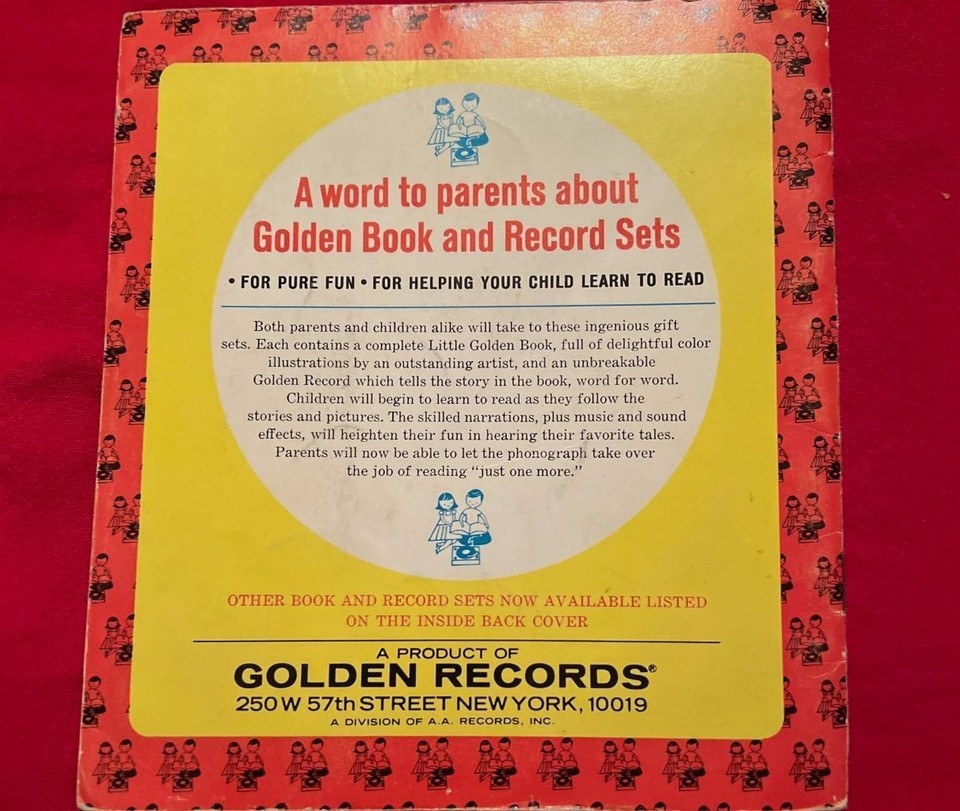 A word to parents about
Golden Book and Record Sets
• FOR PURE FUN • FOR HELPING YOUR CHILD LEARN TO READ
Both parents and children alike will take to these ingenious gift
sets. Each contains a complete Little Golden Book, full of delightful color
illustrations by an outstanding artist, and an unbreakable
Golden Record which tells the story in the book, word for word.
Children will begin to learn to read as they follow the
stories and pictures. The skilled narrations, plus music and sound
effects, will heighten their fun in hearing their favorite tales.
Parents will now be able to let the phonograph take over
the job of reading “just one more.”
OTHER BOOK AND RECORD SETS NOW AVAILABLE LISTED
ON THE INSIDE BACK COVER
A PRODUCT OF
GOLDEN RECORDS®
250 W 57th STREET NEW YORK, 10019
A DIVISION OF A.A. RECORDS, INC.